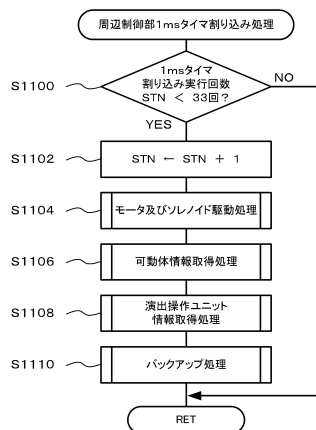 周辺制御部1msタイマ割り込み処理
S1100
1msタイマ
割り込み実行回数
STN < 33回?
NO
YES
S1102
STN ← STN + 1
S1104
モータ及びソレノイド駆動処理
S1106
可動体情報取得処理
S1108
演出操作ユニット
情報取得処理
S1110
バックアップ処理
RET